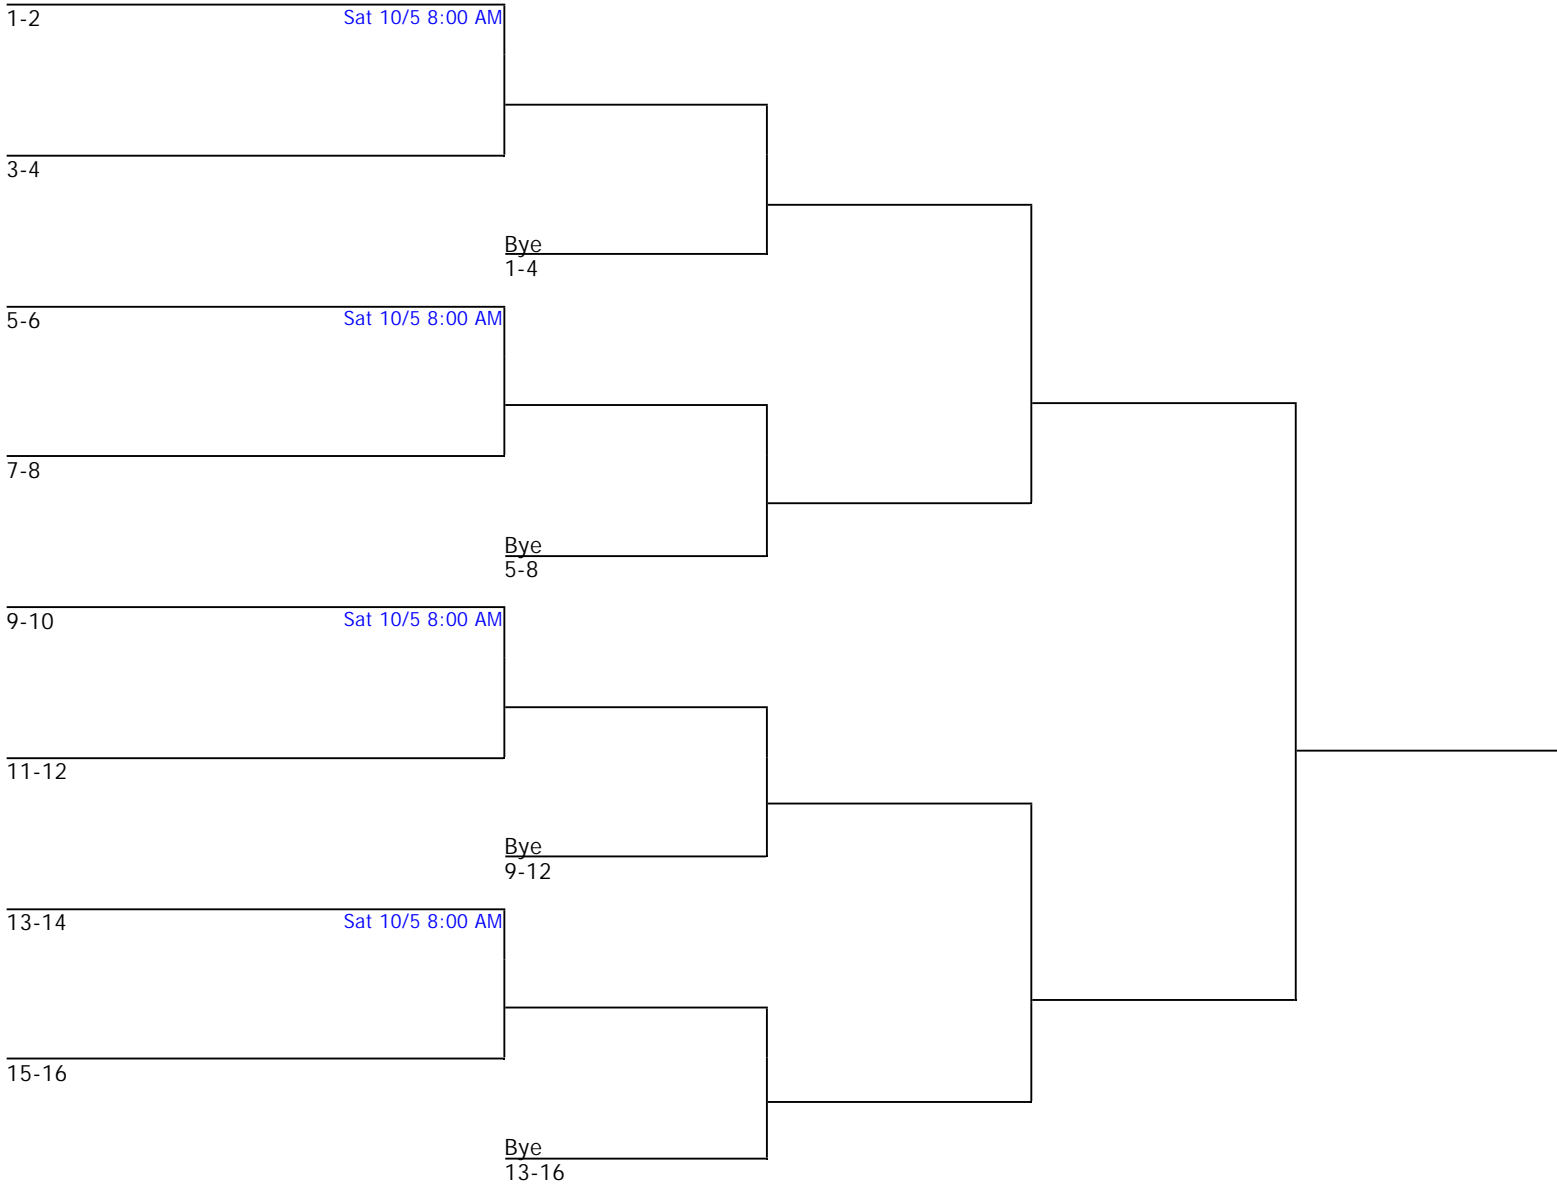 1-2 Sat 10/5 8:00 AM
3-4
Bye
1-4
5-6 Sat 10/5 8:00 AM
7-8
Bye
5-8
9-10 Sat 10/5 8:00 AM
11-12
Bye
9-12
13-14 Sat 10/5 8:00 AM
15-16
Bye
13-16